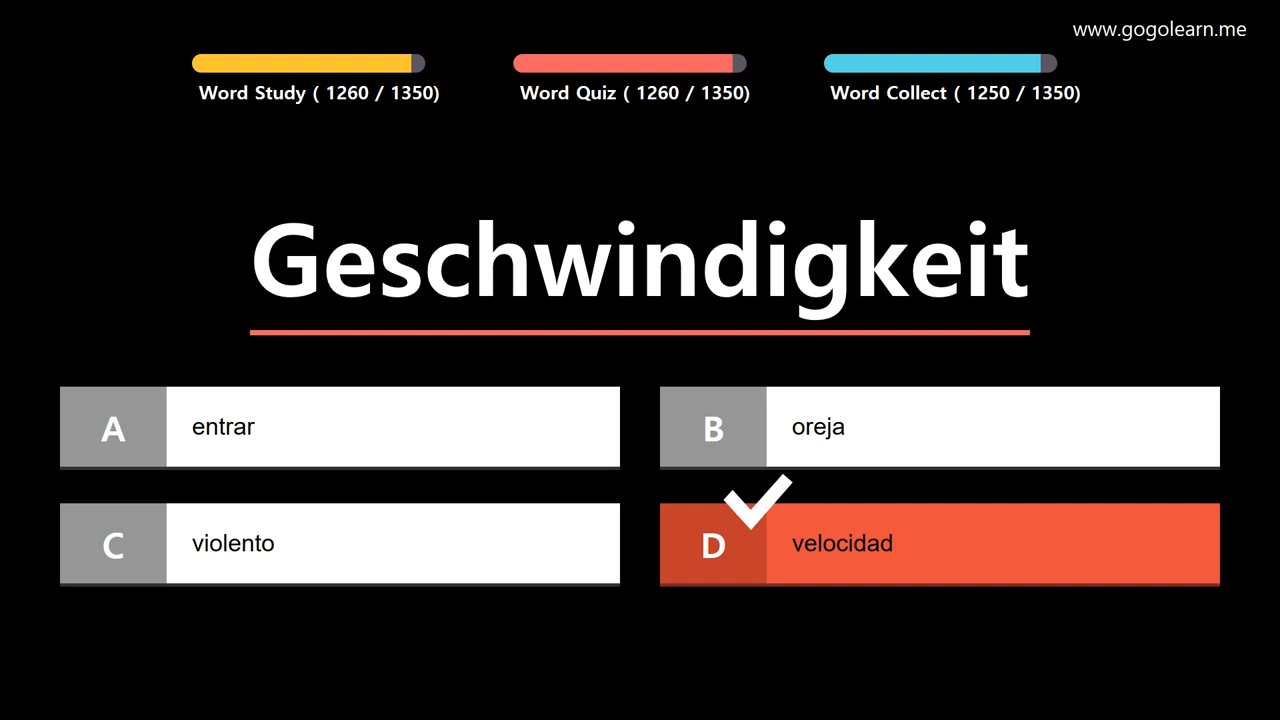 www.gogolearn.me
Word Study ( 1260 / 1350)
Word Quiz ( 1260 / 1350)
Word Collect ( 1250 / 1350)
Geschwindigkeit
A entrar
B oreja
C violento
D velocidad